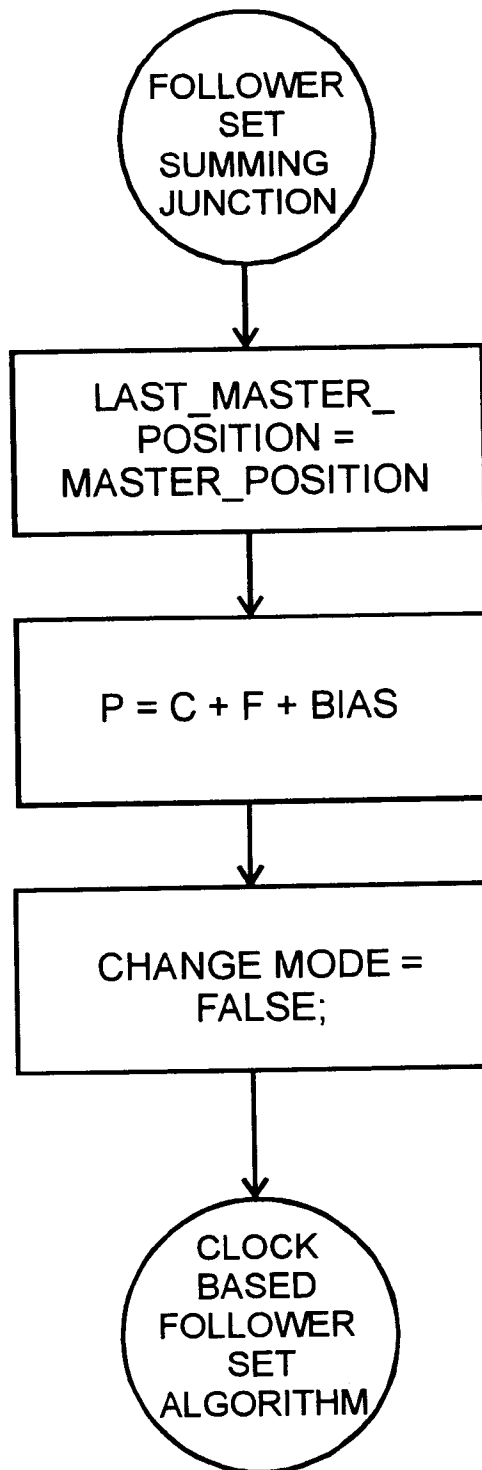 FOLLOWER
SET
SUMMING
JUNCTION
LAST_MASTER_
POSITION =
MASTER_POSITION
P = C + F + BIAS
CHANGE MODE =
FALSE;
CLOCK
BASED
FOLLOWER
SET
ALGORITHM